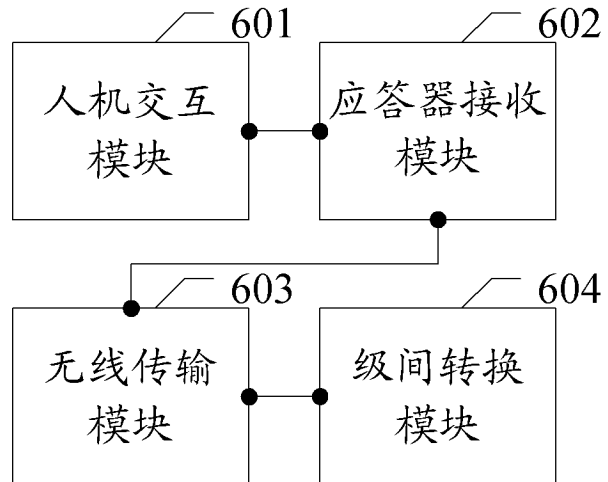 601
人机交互
模块
602
应答器接收
模块
603
无线传输
模块
604
级间转换
模块